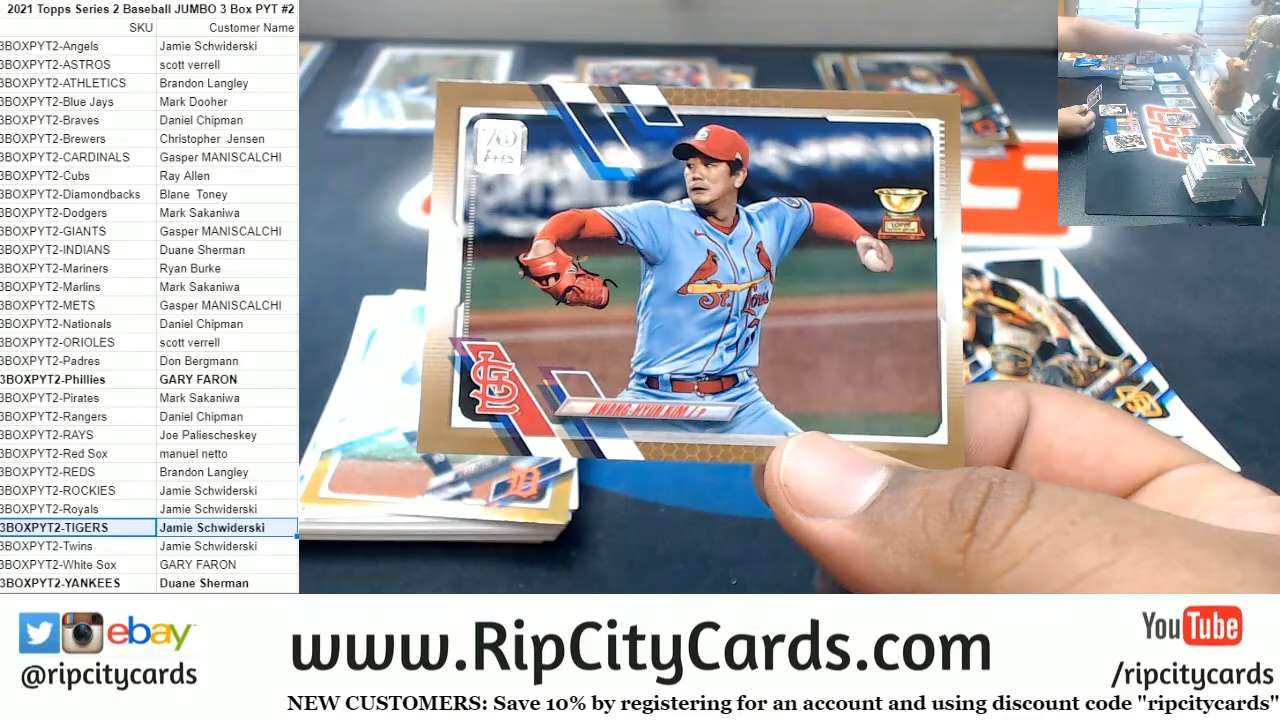 2021 Topps Series 2 Baseball JUMBO 3 Box PYT #2
SKU Customer Name
3BOXPYT2-Angels Jamie Schwiderski
3BOXPYT2-ASTROS scott verrell
3BOXPYT2-ATHLETICS Brandon Langley
3BOXPYT2-Blue Jays Mark Dooher
3BOXPYT2-Braves Daniel Chipman
3BOXPYT2-Brewers Christopher Jensen
3BOXPYT2-CARDINALS Gasper MANISCALCHI
3BOXPYT2-Cubs Ray Allen
3BOXPYT2-Diamondbacks Blane Toney
3BOXPYT2-Dodgers Mark Sakaniwa
3BOXPYT2-GIANTS Gasper MANISCALCHI
3BOXPYT2-INDIANS Duane Sherman
3BOXPYT2-Mariners Ryan Burke
3BOXPYT2-Marlins Mark Sakaniwa
3BOXPYT2-METS Gasper MANISCALCHI
3BOXPYT2-Nationals Daniel Chipman
3BOXPYT2-ORIOLES scott verrell
3BOXPYT2-Padres Don Bergmann
3BOXPYT2-Phillies GARY FARON
3BOXPYT2-Pirates Mark Sakaniwa
3BOXPYT2-Rangers Daniel Chipman
3BOXPYT2-RAYS Joe Paliescheskey
3BOXPYT2-Red Sox manuel netto
3BOXPYT2-REDS Brandon Langley
3BOXPYT2-ROCKIES Jamie Schwiderski
3BOXPYT2-Royals Jamie Schwiderski
3BOXPYT2-TIGERS Jamie Schwiderski
3BOXPYT2-Twins Jamie Schwiderski
3BOXPYT2-White Sox GARY FARON
3BOXPYT2-YANKEES Duane Sherman
70
St. Louis
STL
KWANG-HYUN KIM / P
D
SD
ebay
@ripcitycards
www.RipCityCards.com
YouTube
/ripcitycards
NEW CUSTOMERS: Save 10% by registering for an account and using discount code "ripcitycards"